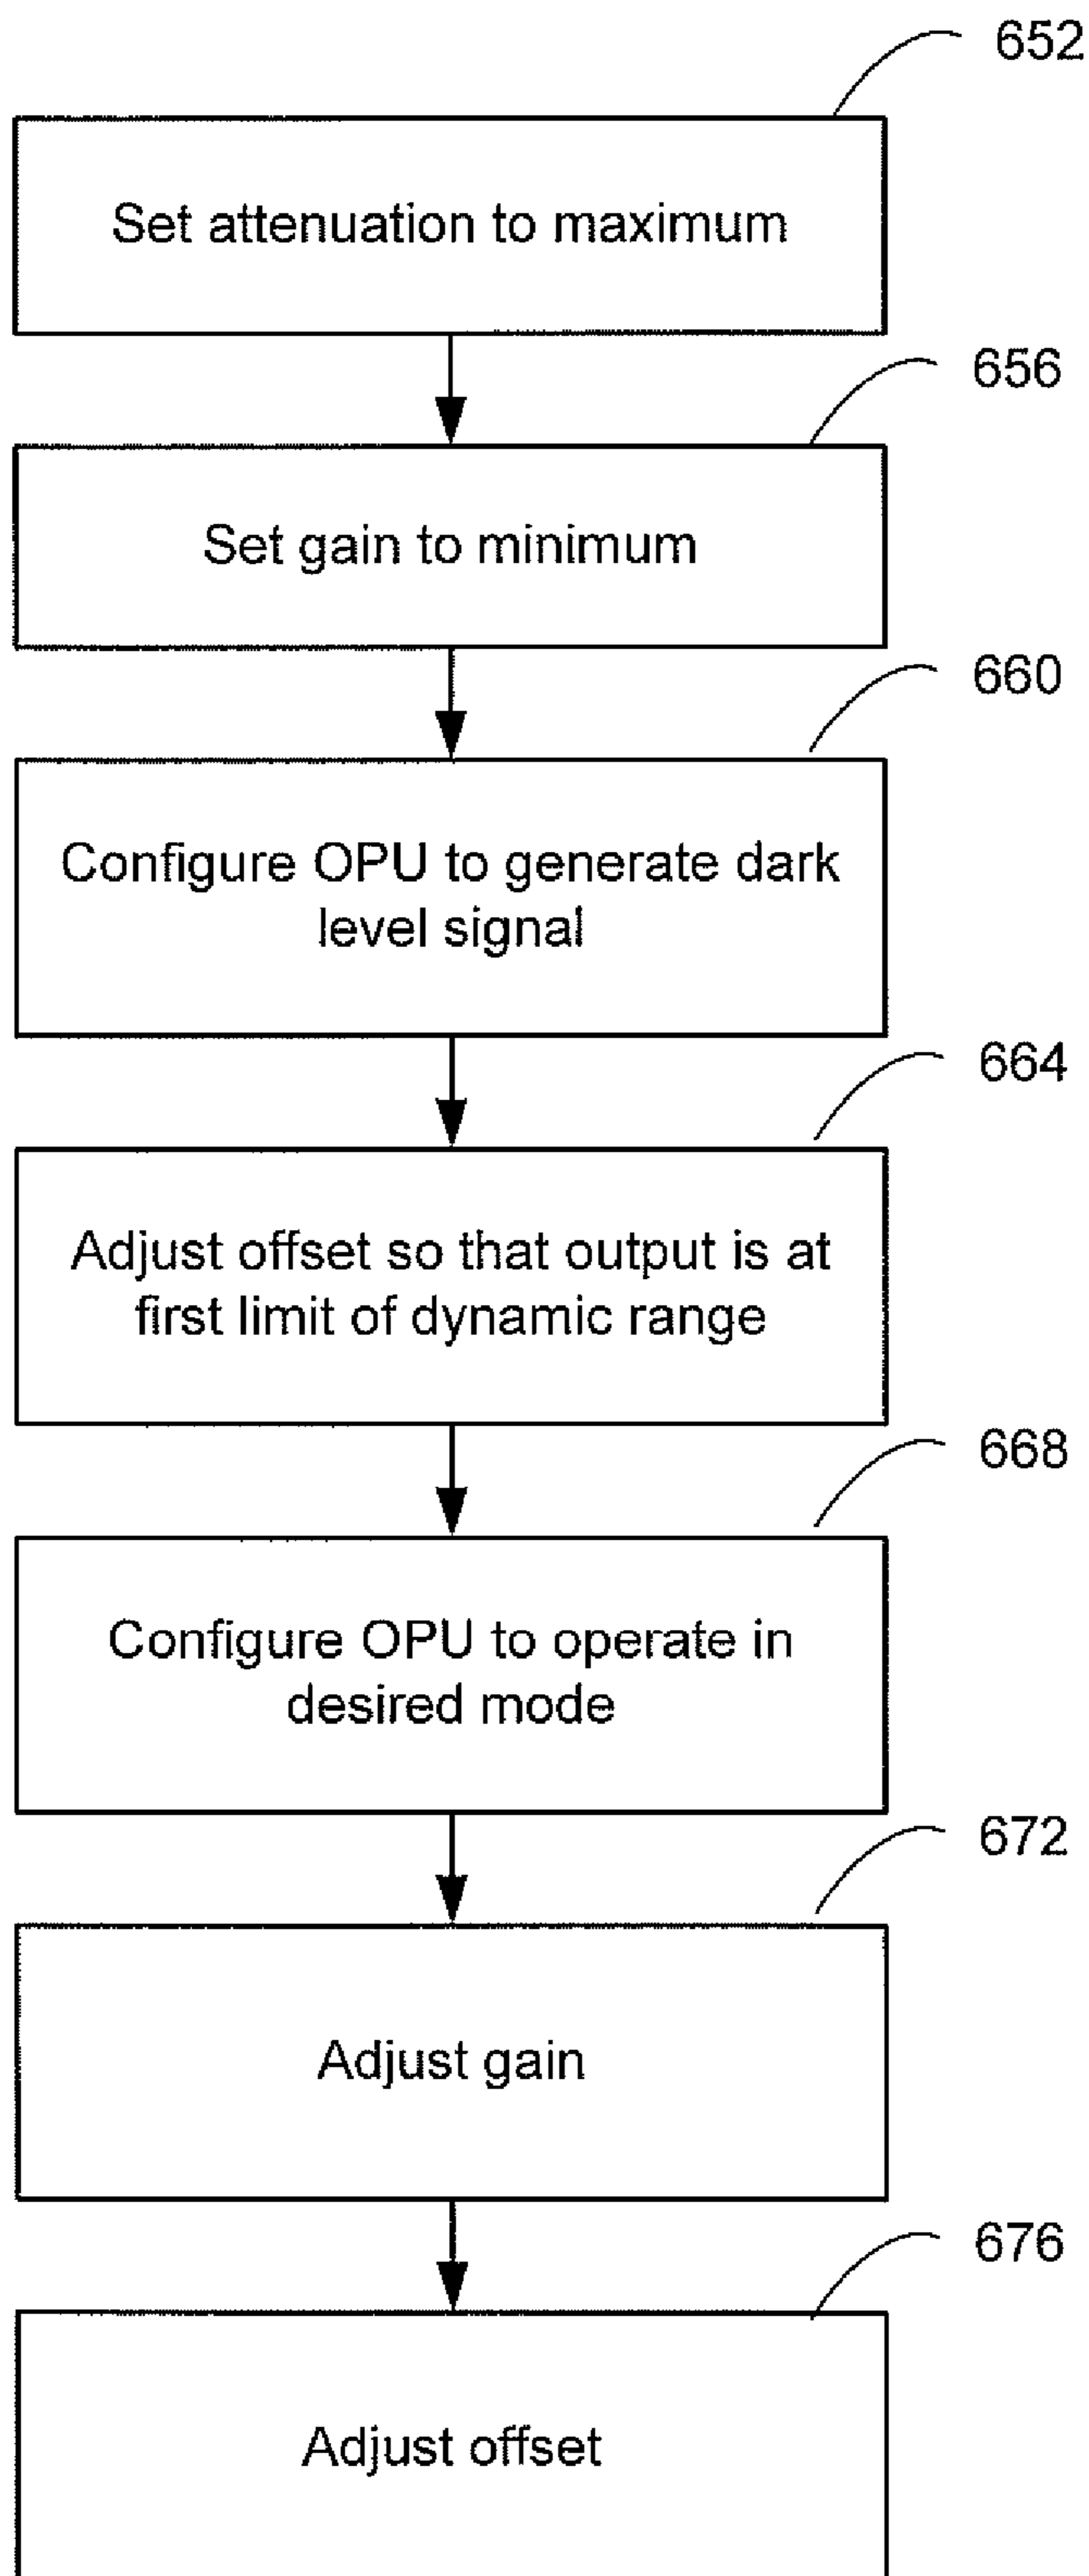 652
Set attenuation to maximum
656
Set gain to minimum
660
Configure OPU to generate dark
level signal
664
Adjust offset so that output is at
first limit of dynamic range
668
Configure OPU to operate in
desired mode
672
Adjust gain
676
Adjust offset